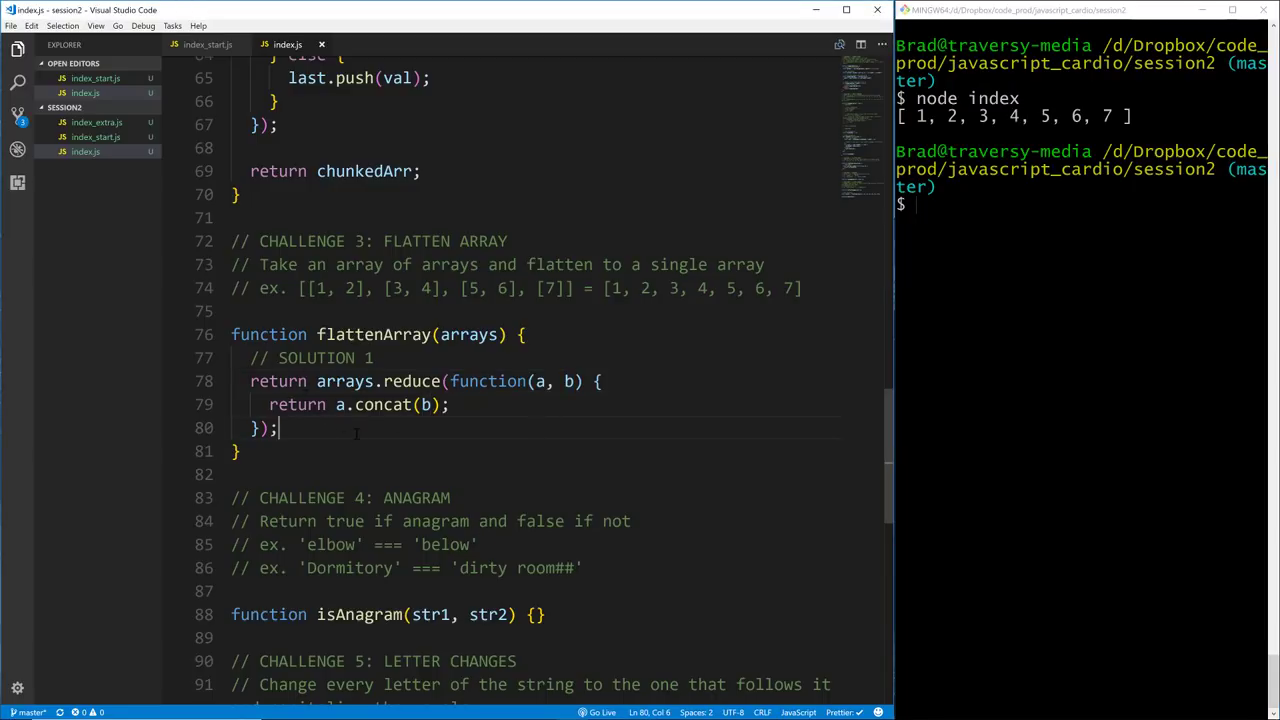 index.js - Visual Studio Code
File Edit Selection View Go Debug Tasks Help
EXPLORER
OPEN EDITORS
index_start.js U
index.js U
SESSION2
index_extra.js U
index_start.js U
index.js U
index_start.js
index.js
65 last.push(val);
66 }
67 });
68
69 return chunkedArr;
70 }
71
72 // CHALLENGE 3: FLATTEN ARRAY
73 // Take an array of arrays and flatten to a single array
74 // ex. [[1, 2], [3, 4], [5, 6], [7]] = [1, 2, 3, 4, 5, 6, 7]
75
76 function flattenArray(arrays) {
77 // SOLUTION 1
78 return arrays.reduce(function(a, b) {
79 return a.concat(b);
80 });
81 }
82
83 // CHALLENGE 4: ANAGRAM
84 // Return true if anagram and false if not
85 // ex. 'elbow' === 'below'
86 // ex. 'Dormitory' === 'dirty room##'
87
88 function isAnagram(str1, str2) {}
89
90 // CHALLENGE 5: LETTER CHANGES
91 // Change every letter of the string to the one that follows it
master* 0 0
Go Live Ln 80, Col 6 Spaces: 2 UTF-8 CRLF JavaScript Prettier: ✓
MINGW64:/d/Dropbox/code_prod/javascript_cardio/session2
Brad@traversy-media /d/Dropbox/code_
prod/javascript_cardio/session2 (mas
ter)
$ node index
[ 1, 2, 3, 4, 5, 6, 7 ]
Brad@traversy-media /d/Dropbox/code_
prod/javascript_cardio/session2 (mas
ter)
$